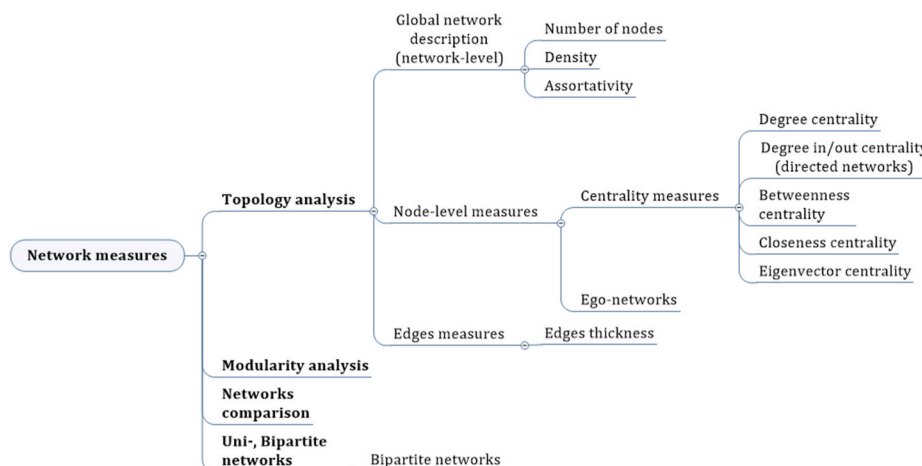 Global network
description
(network-level)
Number of nodes
Density
Assortativity
Degree centrality
Degree in/out centrality
(directed networks)
Topology analysis
Node-level measures
Centrality measures
Betweenness
centrality
Network measures
Closeness centrality
Eigenvector centrality
Ego-networks
Edges measures
Edges thickness
Modularity analysis
Networks
comparison
Uni-, Bipartite
networks
Bipartite networks